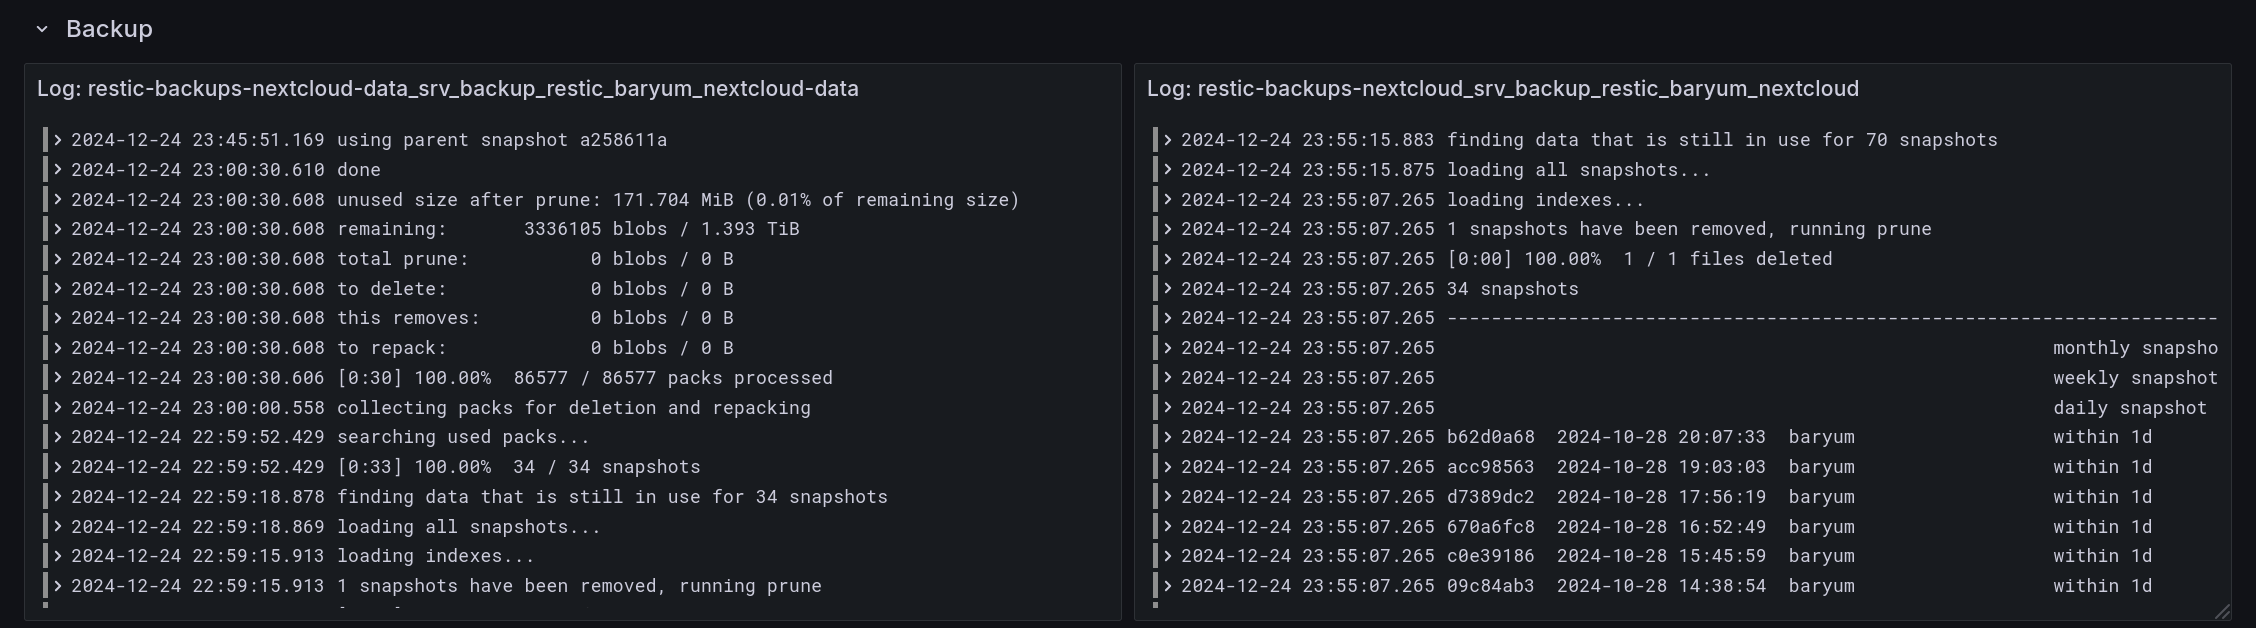 Backup
Log: restic-backups-nextcloud-data_srv_backup_restic_baryum_nextcloud-data
2024-12-24 23:45:51.169 using parent snapshot a258611a
2024-12-24 23:00:30.610 done
2024-12-24 23:00:30.608 unused size after prune: 171.704 MiB (0.01% of remaining size)
2024-12-24 23:00:30.608 remaining:       3336105 blobs / 1.393 TiB
2024-12-24 23:00:30.608 total prune:           0 blobs / 0 B
2024-12-24 23:00:30.608 to delete:             0 blobs / 0 B
2024-12-24 23:00:30.608 this removes:          0 blobs / 0 B
2024-12-24 23:00:30.608 to repack:             0 blobs / 0 B
2024-12-24 23:00:30.606 [0:30] 100.00%  86577 / 86577 packs processed
2024-12-24 23:00:00.558 collecting packs for deletion and repacking
2024-12-24 22:59:52.429 searching used packs...
2024-12-24 22:59:52.429 [0:33] 100.00%  34 / 34 snapshots
2024-12-24 22:59:18.878 finding data that is still in use for 34 snapshots
2024-12-24 22:59:18.869 loading all snapshots...
2024-12-24 22:59:15.913 loading indexes...
2024-12-24 22:59:15.913 1 snapshots have been removed, running prune
Log: restic-backups-nextcloud_srv_backup_restic_baryum_nextcloud
2024-12-24 23:55:15.883 finding data that is still in use for 70 snapshots
2024-12-24 23:55:15.875 loading all snapshots...
2024-12-24 23:55:07.265 loading indexes...
2024-12-24 23:55:07.265 1 snapshots have been removed, running prune
2024-12-24 23:55:07.265 [0:00] 100.00%  1 / 1 files deleted
2024-12-24 23:55:07.265 34 snapshots
2024-12-24 23:55:07.265 ----------------------------------------------------------------------
2024-12-24 23:55:07.265                                                         monthly snapsho
2024-12-24 23:55:07.265                                                         weekly snapshot
2024-12-24 23:55:07.265                                                         daily snapshot
2024-12-24 23:55:07.265 b62d0a68  2024-10-28 20:07:33  baryum                  within 1d
2024-12-24 23:55:07.265 acc98563  2024-10-28 19:03:03  baryum                  within 1d
2024-12-24 23:55:07.265 d7389dc2  2024-10-28 17:56:19  baryum                  within 1d
2024-12-24 23:55:07.265 670a6fc8  2024-10-28 16:52:49  baryum                  within 1d
2024-12-24 23:55:07.265 c0e39186  2024-10-28 15:45:59  baryum                  within 1d
2024-12-24 23:55:07.265 09c84ab3  2024-10-28 14:38:54  baryum                  within 1d